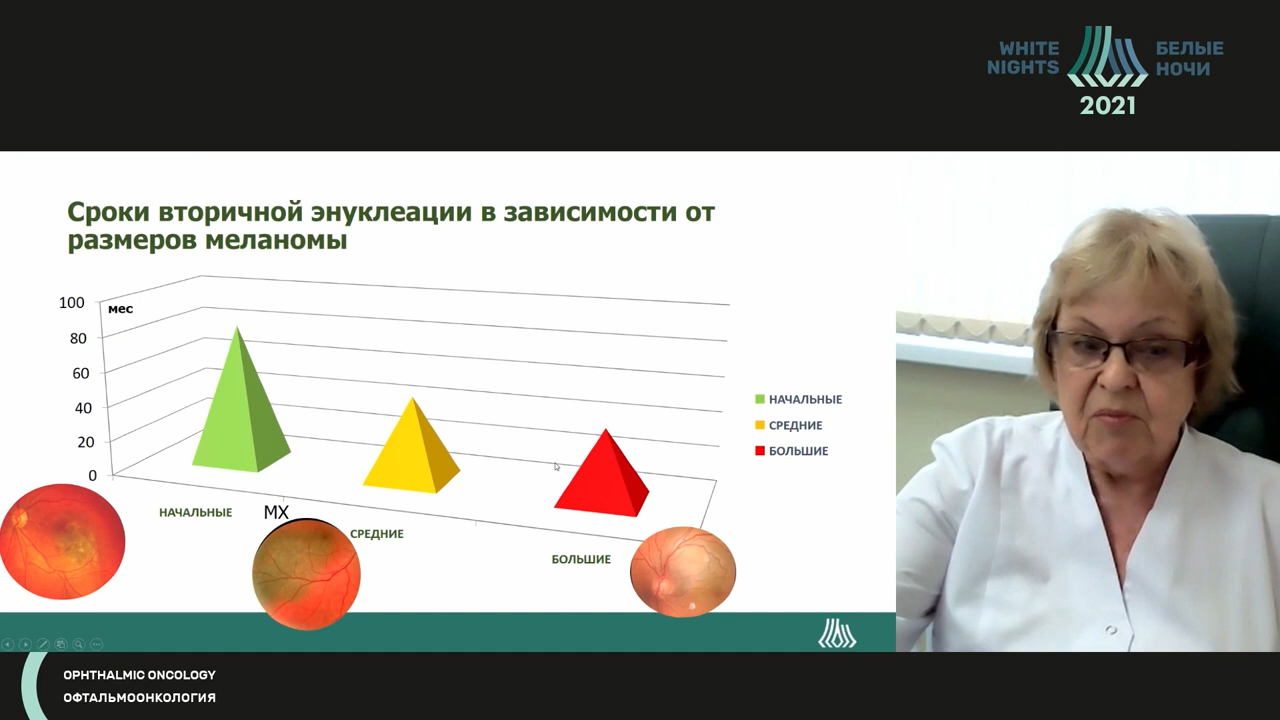 WHITE
NIGHTS
БЕЛЫЕ
НОЧИ
2021
Сроки вторичной энуклеации в зависимости от
размеров меланомы
100
80
60
40
20
0
мес
НАЧАЛЬНЫЕ
СРЕДНИЕ
БОЛЬШИЕ
НАЧАЛЬНЫЕ
МХ
СРЕДНИЕ
БОЛЬШИЕ
OPHTHALMIC ONCOLOGY
ОФТАЛЬМООНКОЛОГИЯ